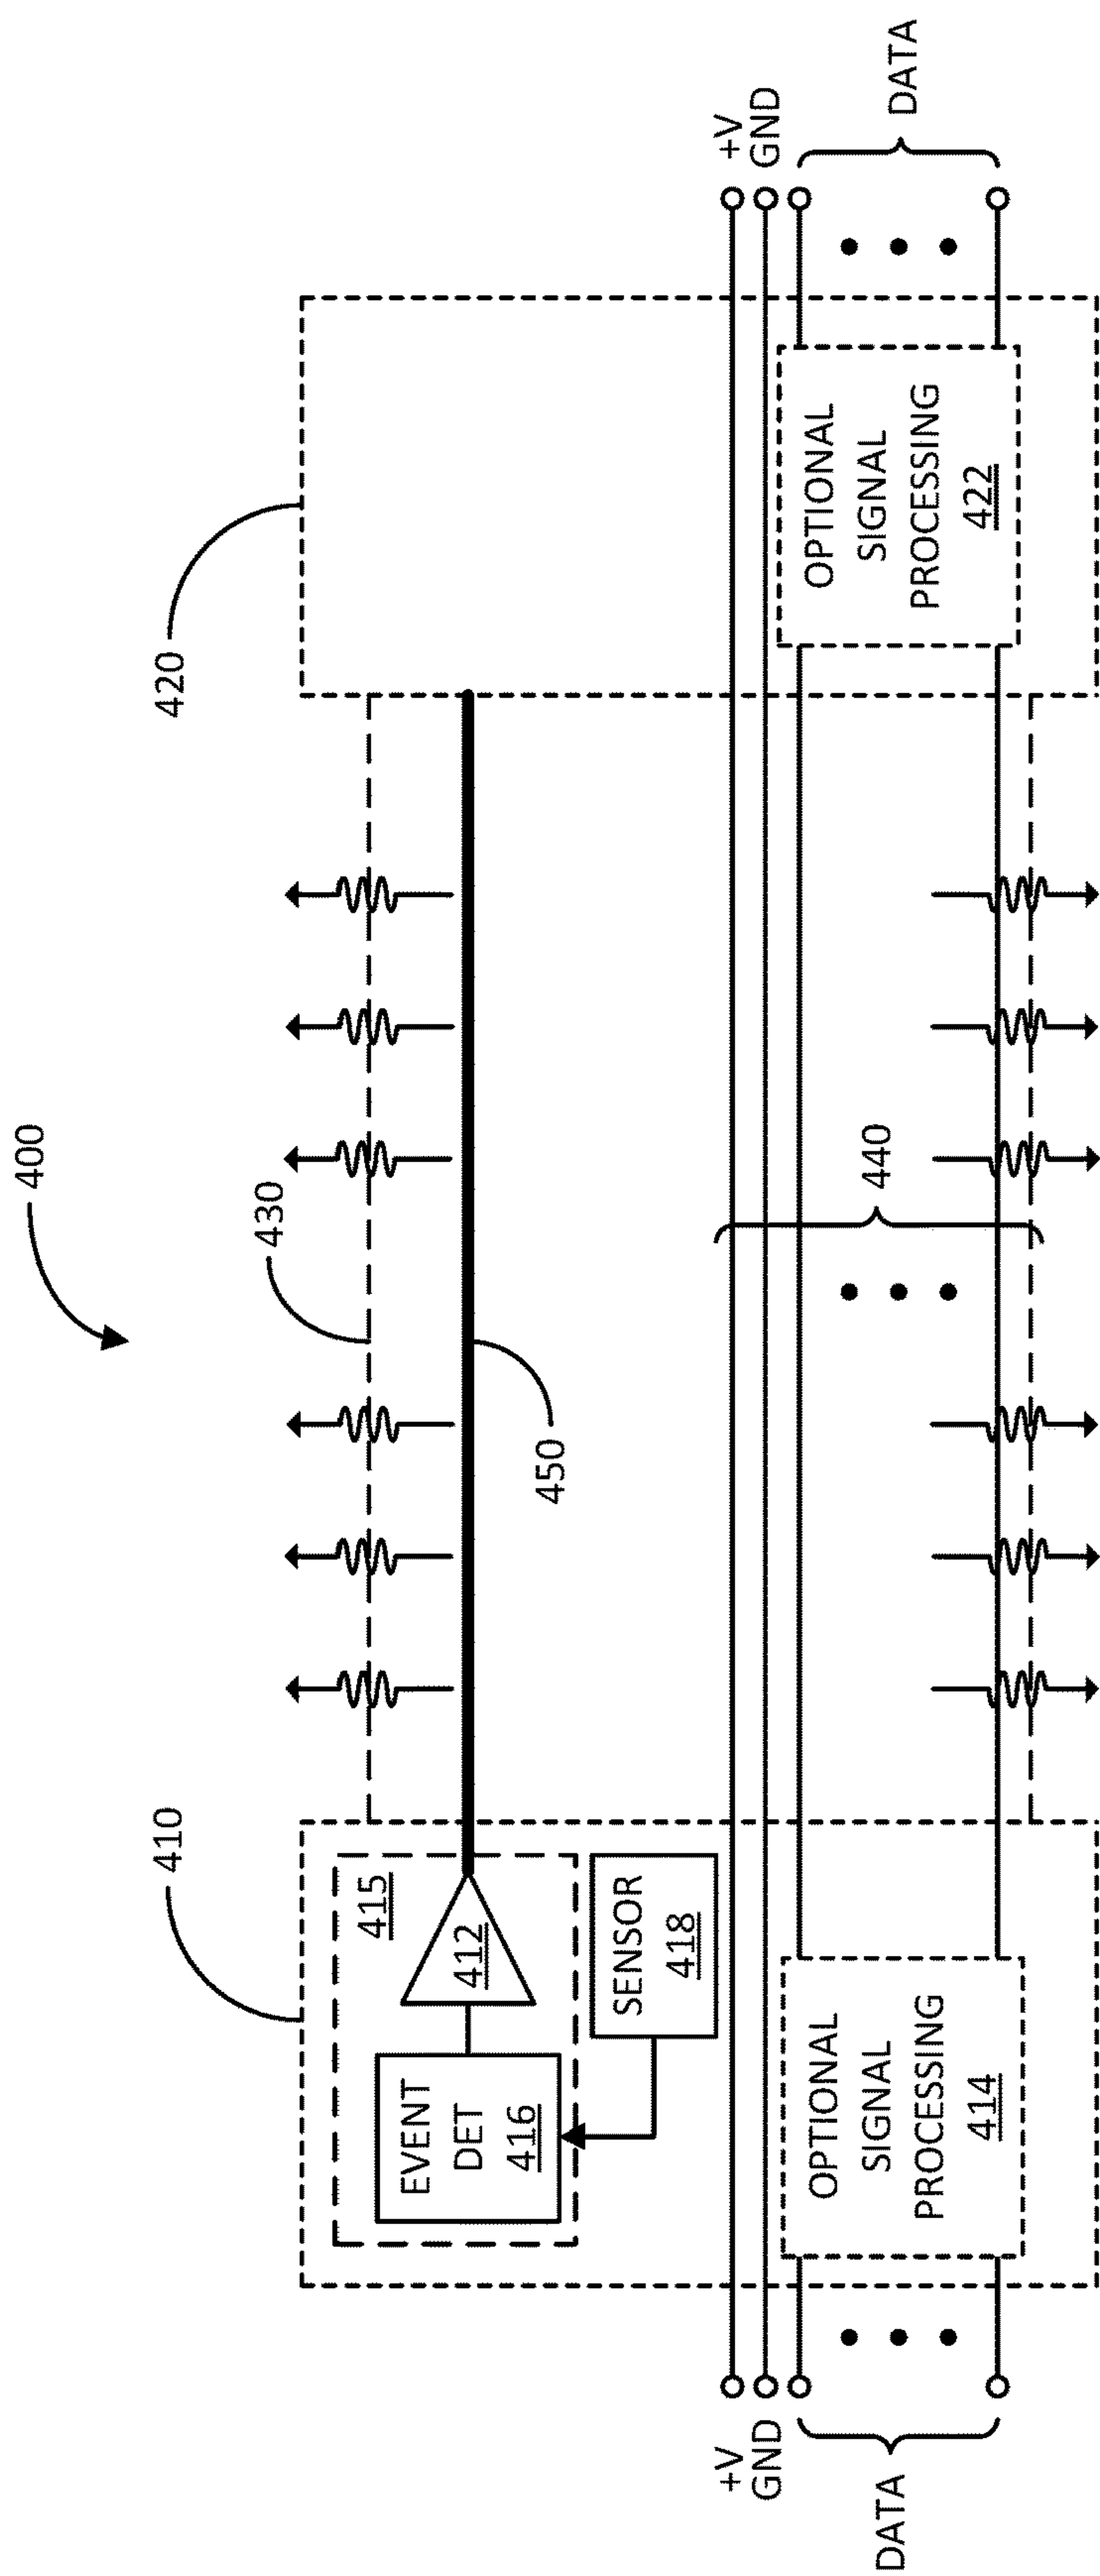 400
410
430
420
415
EVENT
DET
416
412
450
SENSOR
418
440
+V
GND
+V
GND
DATA
DATA
OPTIONAL
SIGNAL
PROCESSING
414
OPTIONAL
SIGNAL
PROCESSING
422